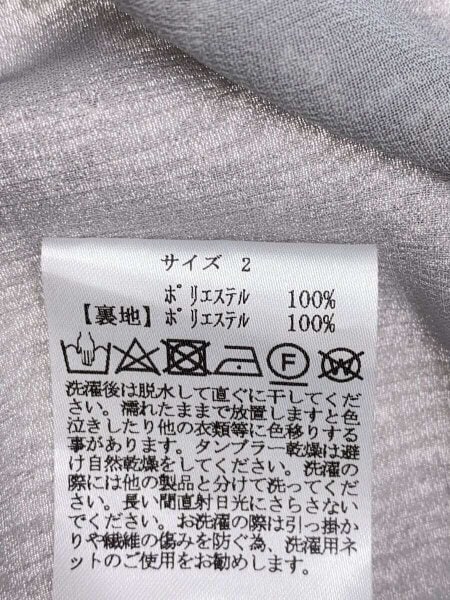 サイズ 2
ポリエステル 100%
【裏地】ポリエステル 100%
F W
洗濯後は脱水して直ぐに干してくだ
さい。濡れたままで放置しますと色
泣きしたり他の衣類等に色移りする
事があります。タンブラー乾燥は避
け自然乾燥をしてください。洗濯の
際には他の製品と分けて洗ってくだ
さい。長い間直射日光にさらさない
でください。お洗濯の際は引っ掛か
りや繊維の傷みを防ぐ為、洗濯用ネ
ットのご使用をお勧めします。